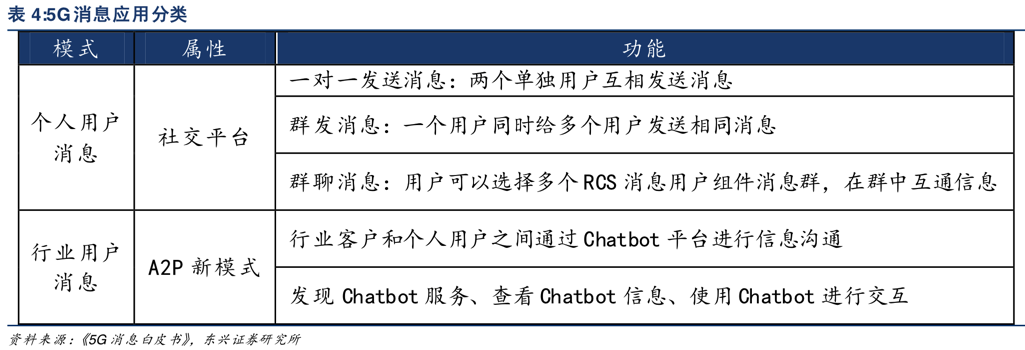 表 4:5G 消息应用分类
模式 属性 功能
个人用户
消息
社交平台
一对一发送消息：两个单独用户互相发送消息
群发消息：一个用户同时给多个用户发送相同消息
群聊消息：用户可以选择多个 RCS 消息用户组件消息群，在群中互通信息
行业用户
消息
A2P 新模式
行业客户和个人用户之间通过 Chatbot 平台进行信息沟通
发现 Chatbot 服务、查看 Chatbot 信息、使用 Chatbot 进行交互
资料来源：《5G 消息白皮书》，东兴证券研究所